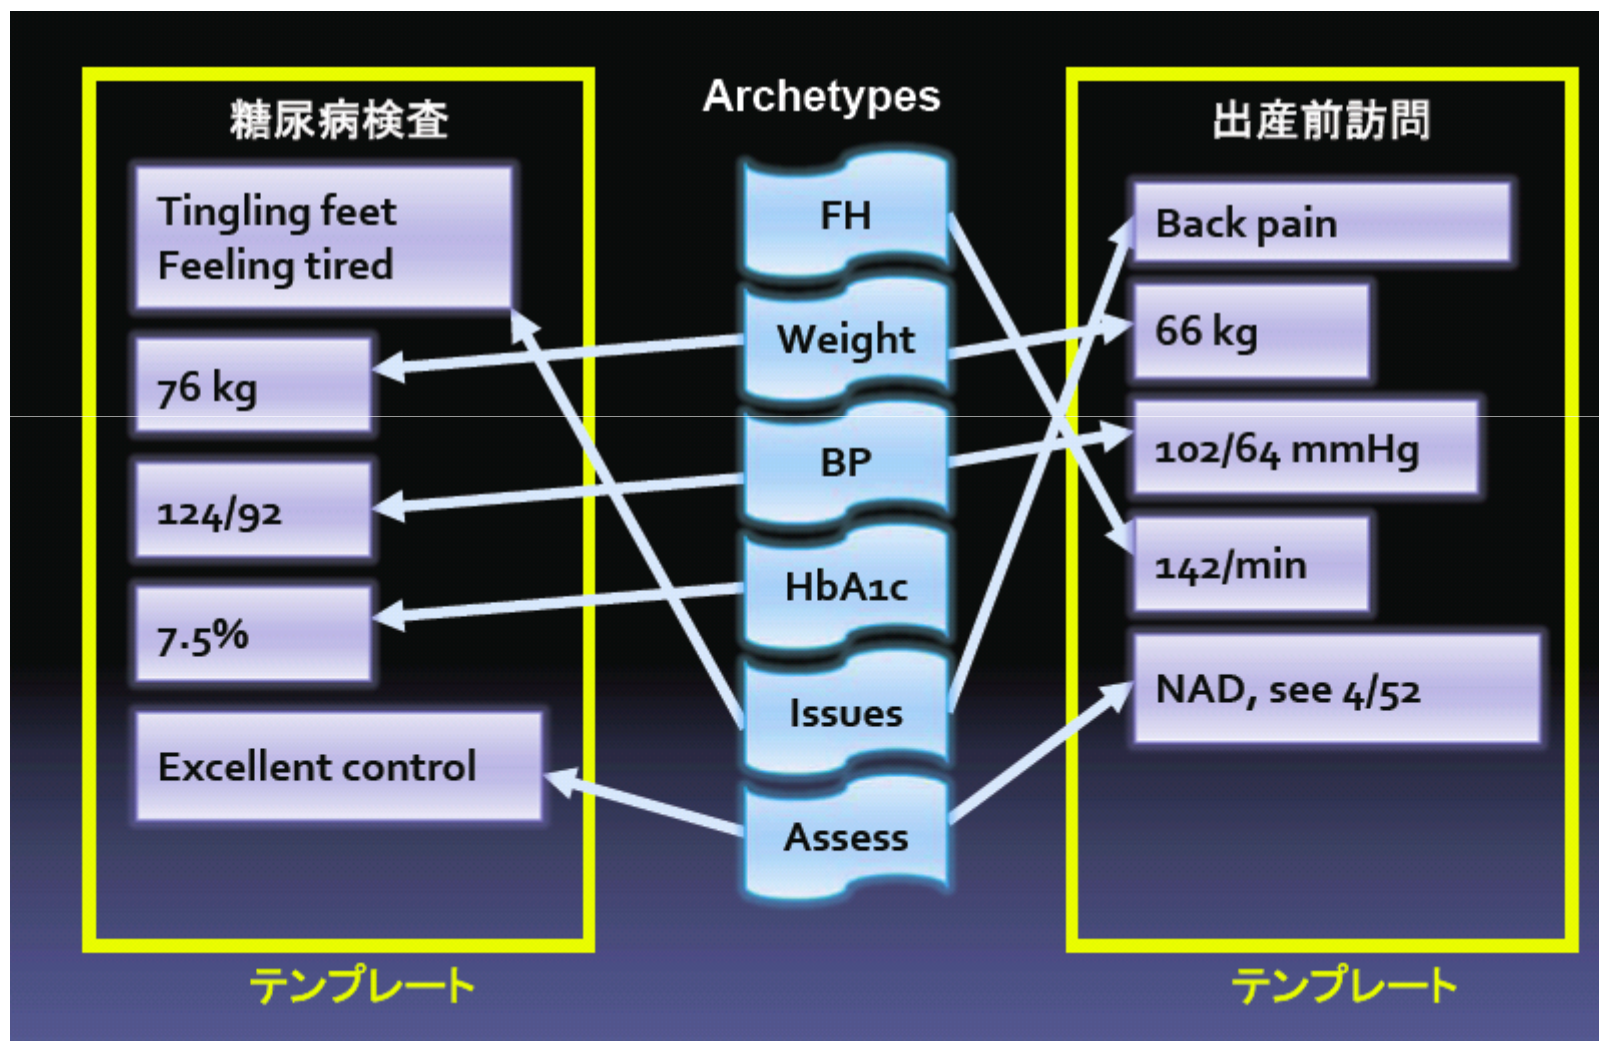 糖尿病検査
Tingling feet
Feeling tired
76 kg
124/92
7.5%
Excellent control
テンプレート
Archetypes
FH
Weight
BP
HbA1c
Issues
Assess
出産前訪問
Back pain
66 kg
102/64 mmHg
142/min
NAD, see 4/52
テンプレート